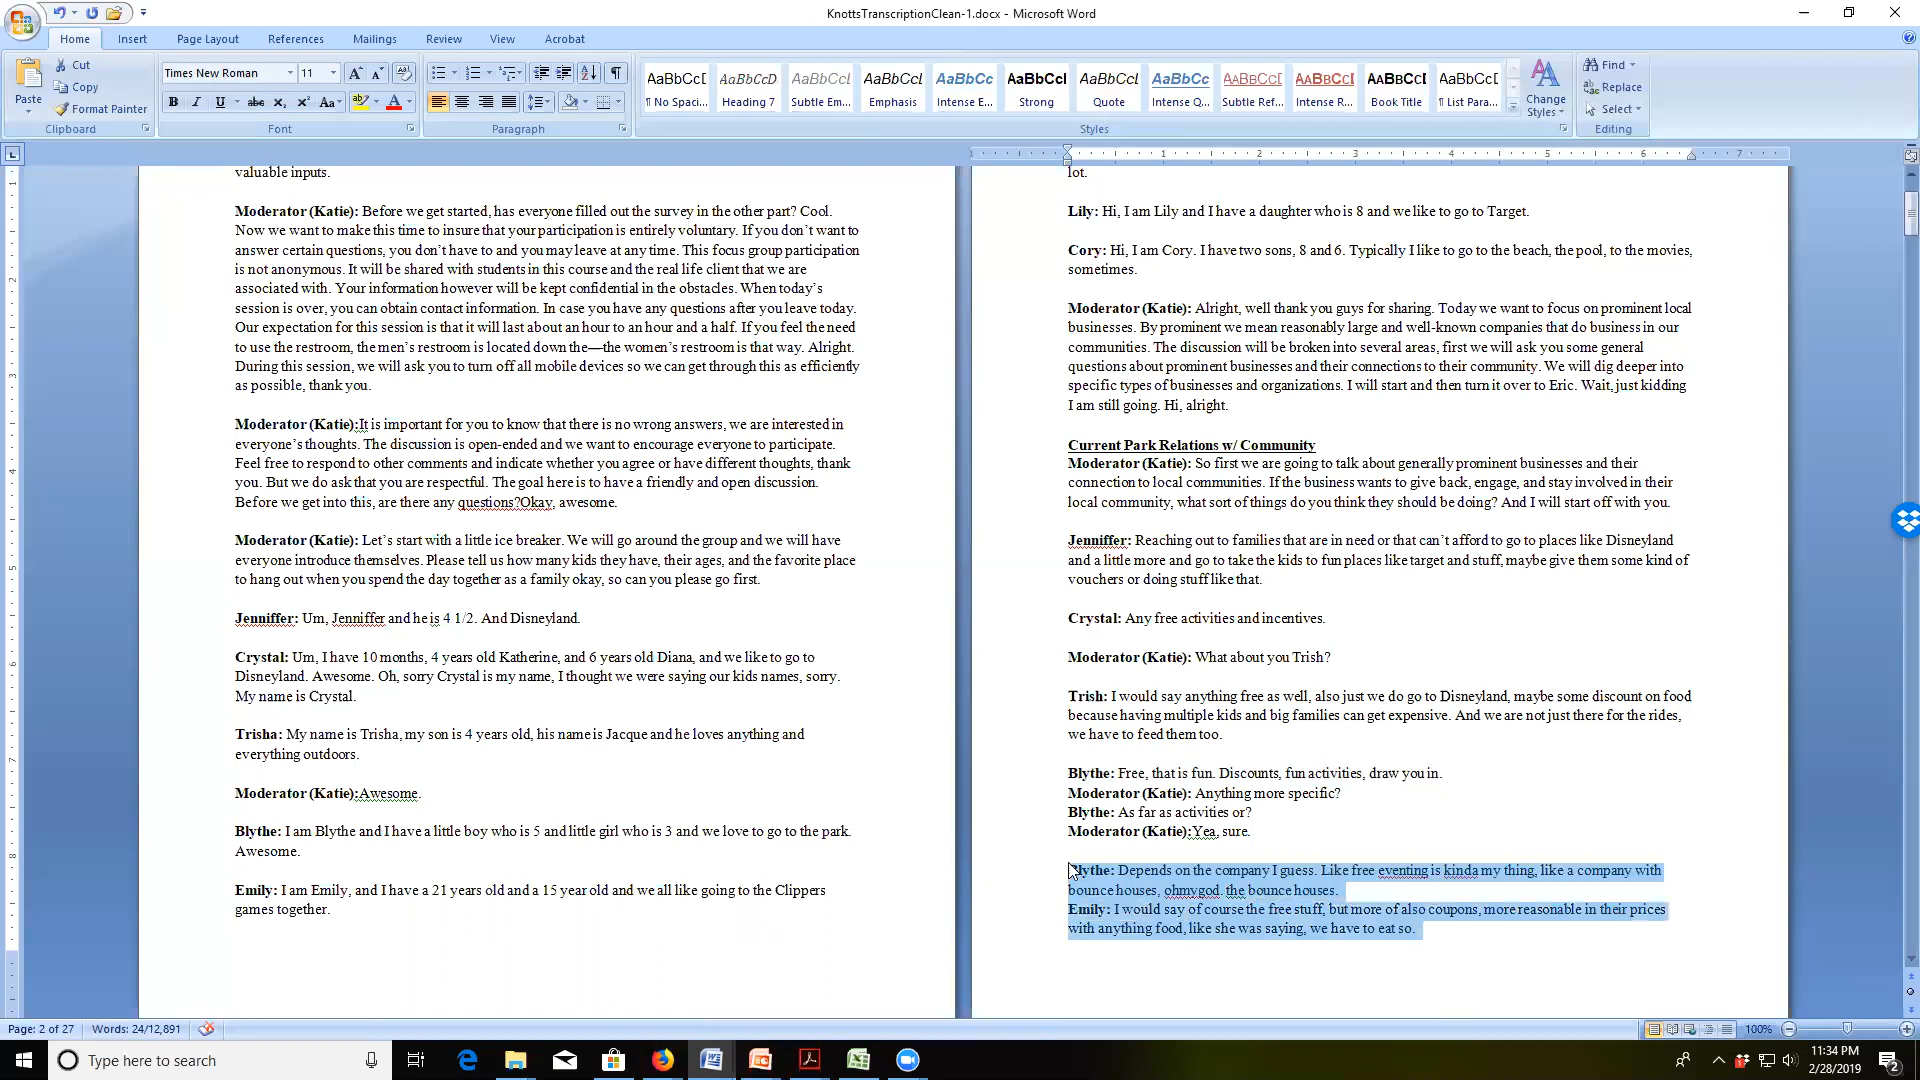 KnottsTranscriptionClean-1.docx - Microsoft Word
Home Insert Page Layout References Mailings Review View Acrobat
Paste
Cut
Copy
Format Painter
Clipboard
Times New Roman 11
Font
Paragraph
AaBbCcD AaBbCcD AaBbCcL AaBbCcL AaBbCc AaBbCcI AaBbCcL AaBbCc AABBCCD AABBCCD AaBbCcI AaBbCcL
¶ No Spaci... Heading 7 Subtle Em... Emphasis Intense E... Strong Quote Intense Q... Subtle Ref... Intense R... Book Title ¶ List Para...
Styles
Change
Styles
Find
Replace
Select
Editing
valuable inputs.
Moderator (Katie): Before we get started, has everyone filled out the survey in the other part? Cool.
Now we want to make this time to insure that your participation is entirely voluntary. If you don’t want to
answer certain questions, you don’t have to and you may leave at any time. This focus group participation
is not anonymous. It will be shared with students in this course and the real life client that we are
associated with. Your information however will be kept confidential in the obstacles. When today’s
session is over, you can obtain contact information. In case you have any questions after you leave today.
Our expectation for this session is that it will last about an hour to an hour and a half. If you feel the need
to use the restroom, the men’s restroom is located down the—the women’s restroom is that way. Alright.
During this session, we will ask you to turn off all mobile devices so we can get through this as efficiently
as possible, thank you.
Moderator (Katie):It is important for you to know that there is no wrong answers, we are interested in
everyone’s thoughts. The discussion is open-ended and we want to encourage everyone to participate.
Feel free to respond to other comments and indicate whether you agree or have different thoughts, thank
you. But we do ask that you are respectful. The goal here is to have a friendly and open discussion.
Before we get into this, are there any questions?Okay, awesome.
Moderator (Katie): Let’s start with a little ice breaker. We will go around the group and we will have
everyone introduce themselves. Please tell us how many kids they have, their ages, and the favorite place
to hang out when you spend the day together as a family okay, so can you please go first.
Jenniffer: Um, Jenniffer and he is 4 1/2. And Disneyland.
Crystal: Um, I have 10 months, 4 years old Katherine, and 6 years old Diana, and we like to go to
Disneyland. Awesome. Oh, sorry Crystal is my name, I thought we were saying our kids names, sorry.
My name is Crystal.
Trisha: My name is Trisha, my son is 4 years old, his name is Jacque and he loves anything and
everything outdoors.
Moderator (Katie):Awesome.
Blythe: I am Blythe and I have a little boy who is 5 and little girl who is 3 and we love to go to the park.
Awesome.
Emily: I am Emily, and I have a 21 years old and a 15 year old and we all like going to the Clippers
games together.
lot.
Lily: Hi, I am Lily and I have a daughter who is 8 and we like to go to Target.
Cory: Hi, I am Cory. I have two sons, 8 and 6. Typically I like to go to the beach, the pool, to the movies,
sometimes.
Moderator (Katie): Alright, well thank you guys for sharing. Today we want to focus on prominent local
businesses. By prominent we mean reasonably large and well-known companies that do business in our
communities. The discussion will be broken into several areas, first we will ask you some general
questions about prominent businesses and their connections to their community. We will dig deeper into
specific types of businesses and organizations. I will start and then turn it over to Eric. Wait, just kidding
I am still going. Hi, alright.
Current Park Relations w/ Community
Moderator (Katie): So first we are going to talk about generally prominent businesses and their
connection to local communities. If the business wants to give back, engage, and stay involved in their
local community, what sort of things do you think they should be doing? And I will start off with you.
Jenniffer: Reaching out to families that are in need or that can’t afford to go to places like Disneyland
and a little more and go to take the kids to fun places like target and stuff, maybe give them some kind of
vouchers or doing stuff like that.
Crystal: Any free activities and incentives.
Moderator (Katie): What about you Trish?
Trish: I would say anything free as well, also just we do go to Disneyland, maybe some discount on food
because having multiple kids and big families can get expensive. And we are not just there for the rides,
we have to feed them too.
Blythe: Free, that is fun. Discounts, fun activities, draw you in.
Moderator (Katie): Anything more specific?
Blythe: As far as activities or?
Moderator (Katie):Yea, sure.
Blythe: Depends on the company I guess. Like free eventing is kinda my thing, like a company with
bounce houses, ohmygod. the bounce houses.
Emily: I would say of course the free stuff, but more of also coupons, more reasonable in their prices
with anything food, like she was saying, we have to eat so.
Page: 2 of 27 Words: 24/12,891 100%
Type here to search
11:34 PM
2/28/2019
2